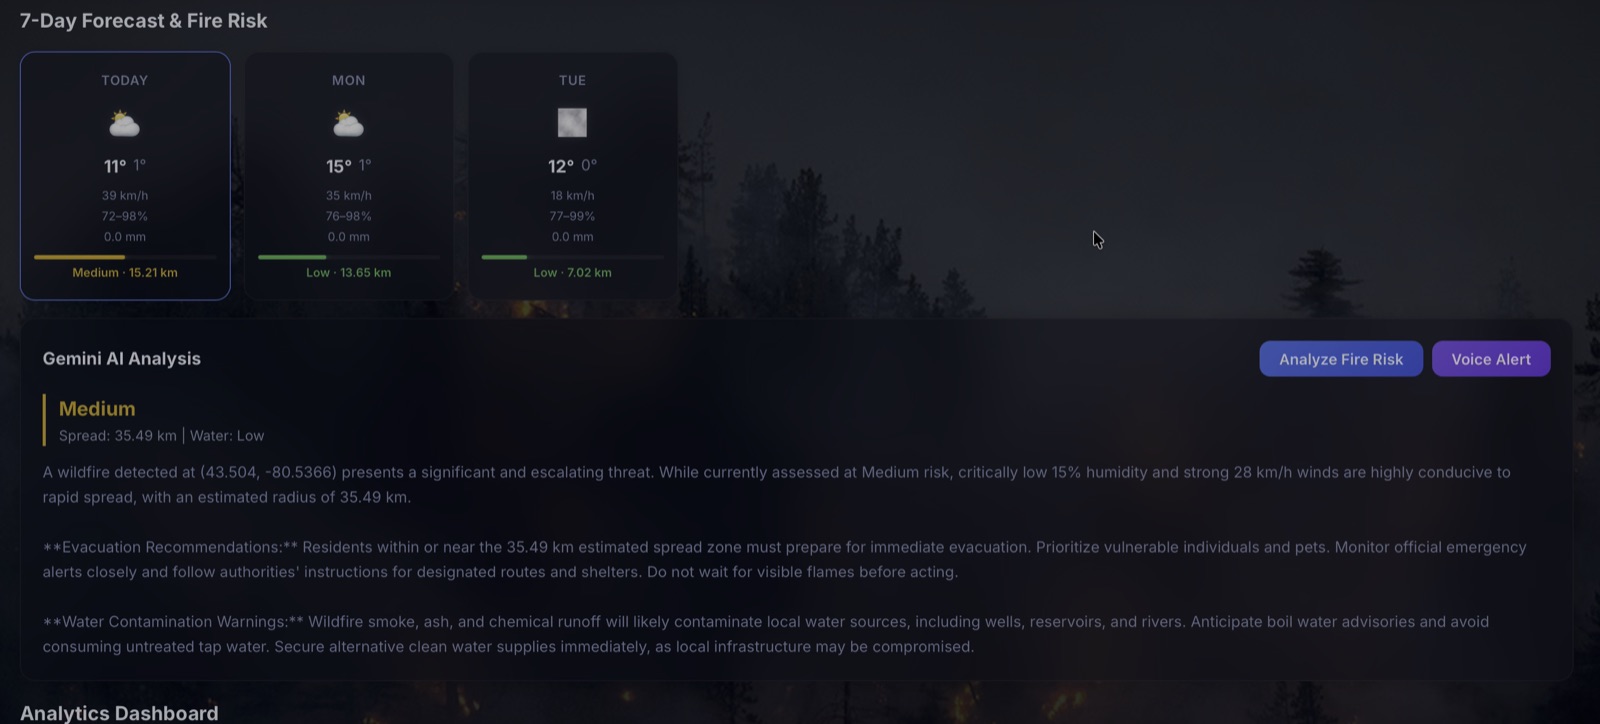 7-Day Forecast & Fire Risk
TODAY
11° 1°
39 km/h
72–98%
0.0 mm
Medium · 15.21 km
MON
15° 1°
35 km/h
76–98%
0.0 mm
Low · 13.65 km
TUE
12° 0°
18 km/h
77–99%
0.0 mm
Low · 7.02 km
Gemini AI Analysis
Analyze Fire Risk
Voice Alert
Medium
Spread: 35.49 km | Water: Low
A wildfire detected at (43.504, -80.5366) presents a significant and escalating threat. While currently assessed at Medium risk, critically low 15% humidity and strong 28 km/h winds are highly conducive to
rapid spread, with an estimated radius of 35.49 km.
**Evacuation Recommendations:** Residents within or near the 35.49 km estimated spread zone must prepare for immediate evacuation. Prioritize vulnerable individuals and pets. Monitor official emergency
alerts closely and follow authorities' instructions for designated routes and shelters. Do not wait for visible flames before acting.
**Water Contamination Warnings:** Wildfire smoke, ash, and chemical runoff will likely contaminate local water sources, including wells, reservoirs, and rivers. Anticipate boil water advisories and avoid
consuming untreated tap water. Secure alternative clean water supplies immediately, as local infrastructure may be compromised.
Analytics Dashboard